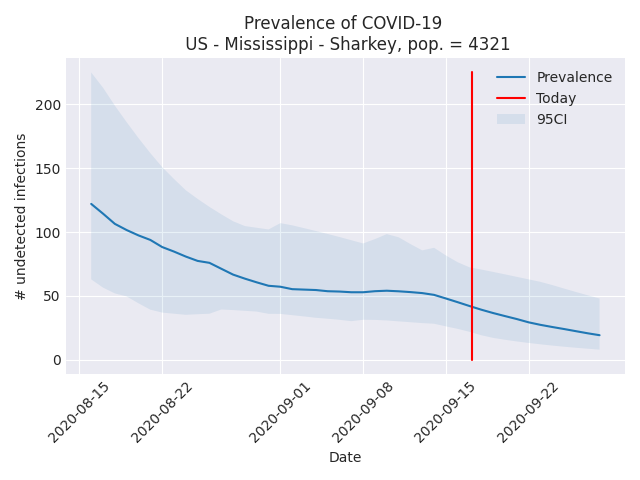 Prevalence of COVID-19
US - Mississippi - Sharkey, pop. = 4321
Prevalence
Today
95CI
# undetected infections
200
150
100
50
0
2020-08-15
2020-08-22
2020-09-01
2020-09-08
2020-09-15
2020-09-22
Date